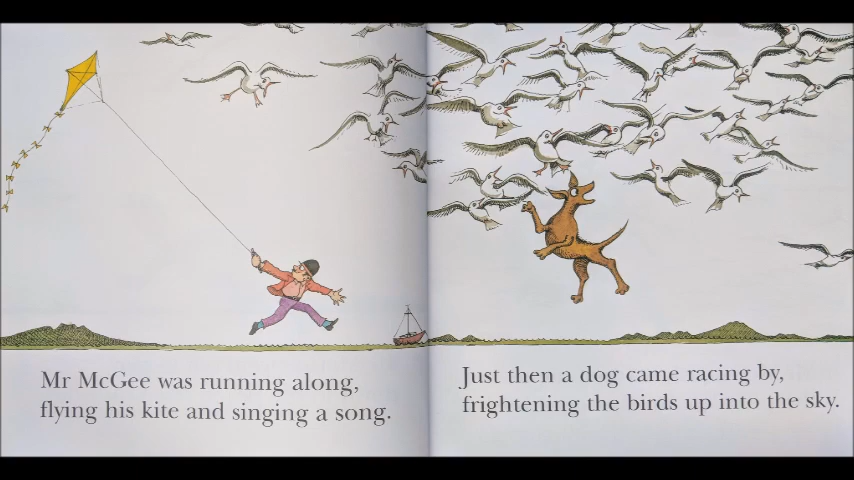 Mr McGee was running along,
flying his kite and singing a song.
Just then a dog came racing by,
frightening the birds up into the sky.